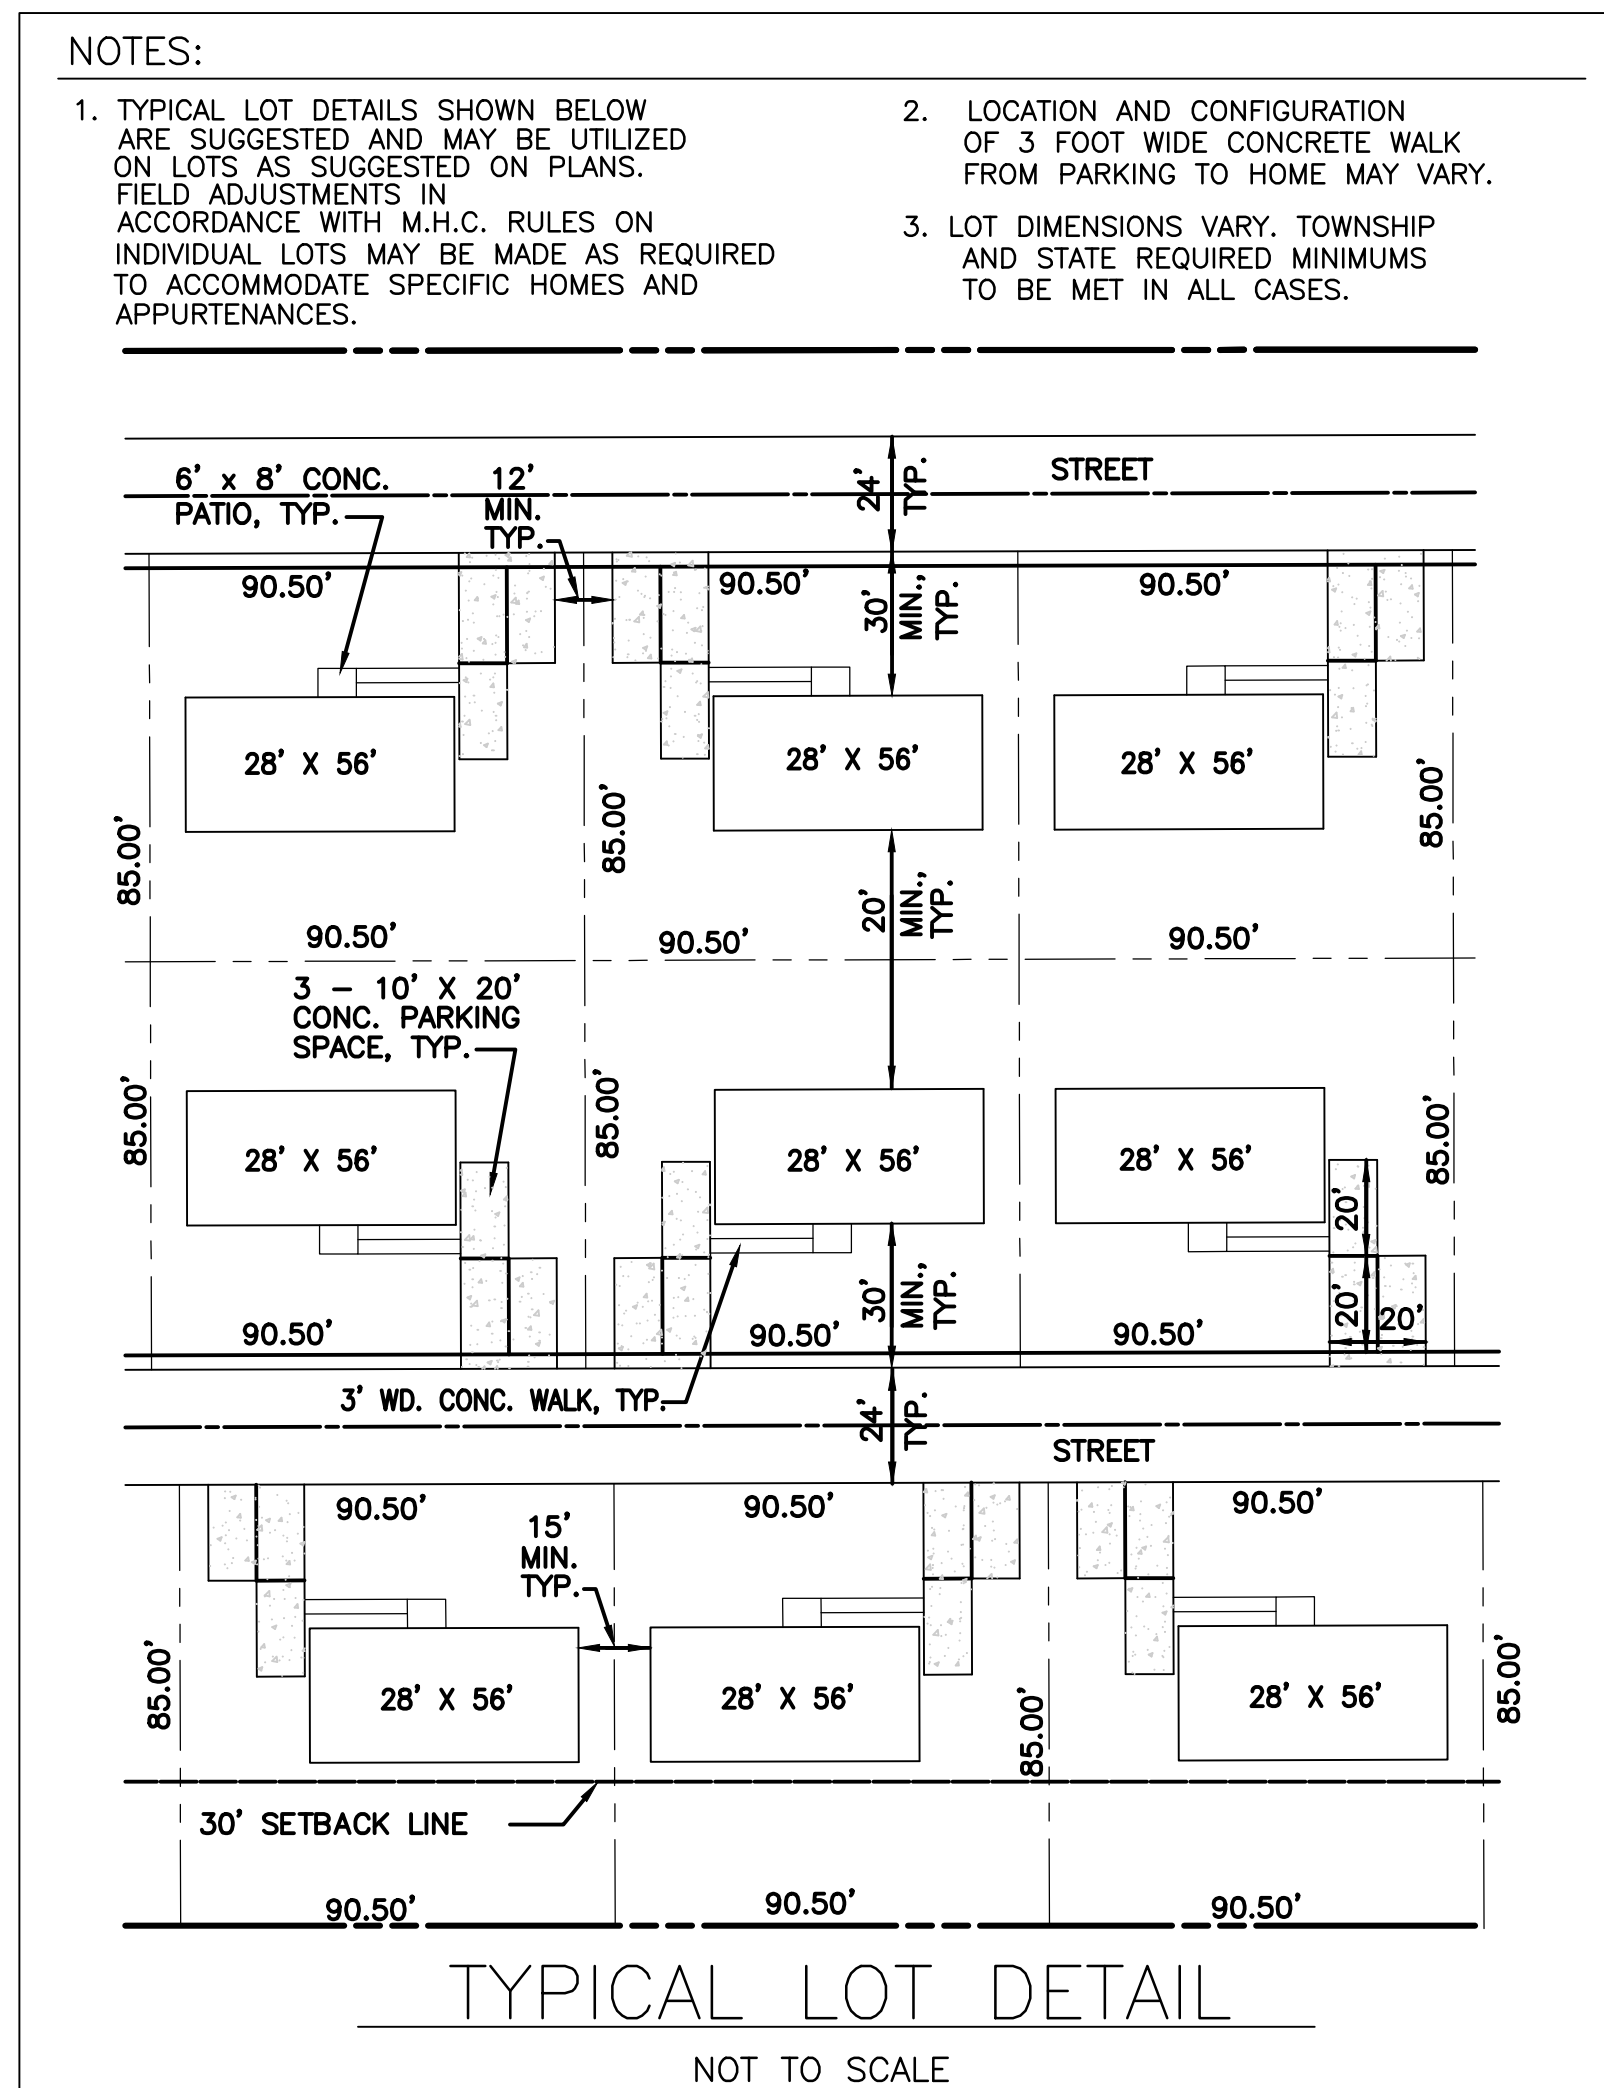 NOTES:
1. TYPICAL LOT DETAILS SHOWN BELOW
ARE SUGGESTED AND MAY BE UTILIZED
ON LOTS AS SUGGESTED ON PLANS.
FIELD ADJUSTMENTS IN
ACCORDANCE WITH M.H.C. RULES ON
INDIVIDUAL LOTS MAY BE MADE AS REQUIRED
TO ACCOMMODATE SPECIFIC HOMES AND
APPURTENANCES.
2. LOCATION AND CONFIGURATION
OF 3 FOOT WIDE CONCRETE WALK
FROM PARKING TO HOME MAY VARY.
3. LOT DIMENSIONS VARY. TOWNSHIP
AND STATE REQUIRED MINIMUMS
TO BE MET IN ALL CASES.
6' x 8' CONC.
PATIO, TYP.
12'
MIN.
TYP.
24'
TYP.
STREET
90.50'
90.50'
90.50'
30'
MIN.,
TYP.
28' X 56'
28' X 56'
28' X 56'
85.00'
85.00'
85.00'
20'
MIN.,
TYP.
90.50'
90.50'
90.50'
3 - 10' X 20'
CONC. PARKING
SPACE, TYP.
85.00'
85.00'
85.00'
28' X 56'
28' X 56'
28' X 56'
20'
20'
20'
30'
MIN.,
TYP.
90.50'
90.50'
90.50'
3' WD. CONC. WALK, TYP.
24'
TYP.
STREET
90.50'
90.50'
90.50'
15'
MIN.
TYP.
85.00'
28' X 56'
28' X 56'
85.00'
28' X 56'
85.00'
30' SETBACK LINE
90.50'
90.50'
90.50'
TYPICAL LOT DETAIL
NOT TO SCALE